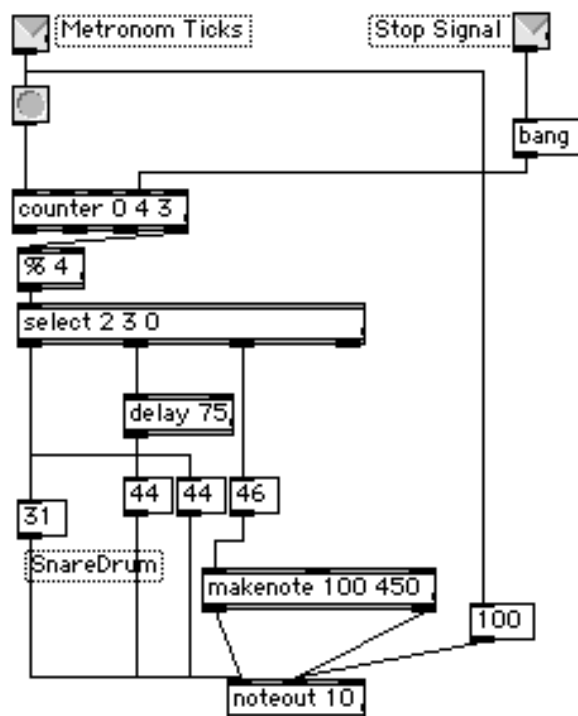 Metronom Ticks
Stop Signal
bang
counter 0 4 3
% 4
select 2 3 0
delay 75
44
44
46
31
SnareDrum
makenote 100 450
100
noteout 10